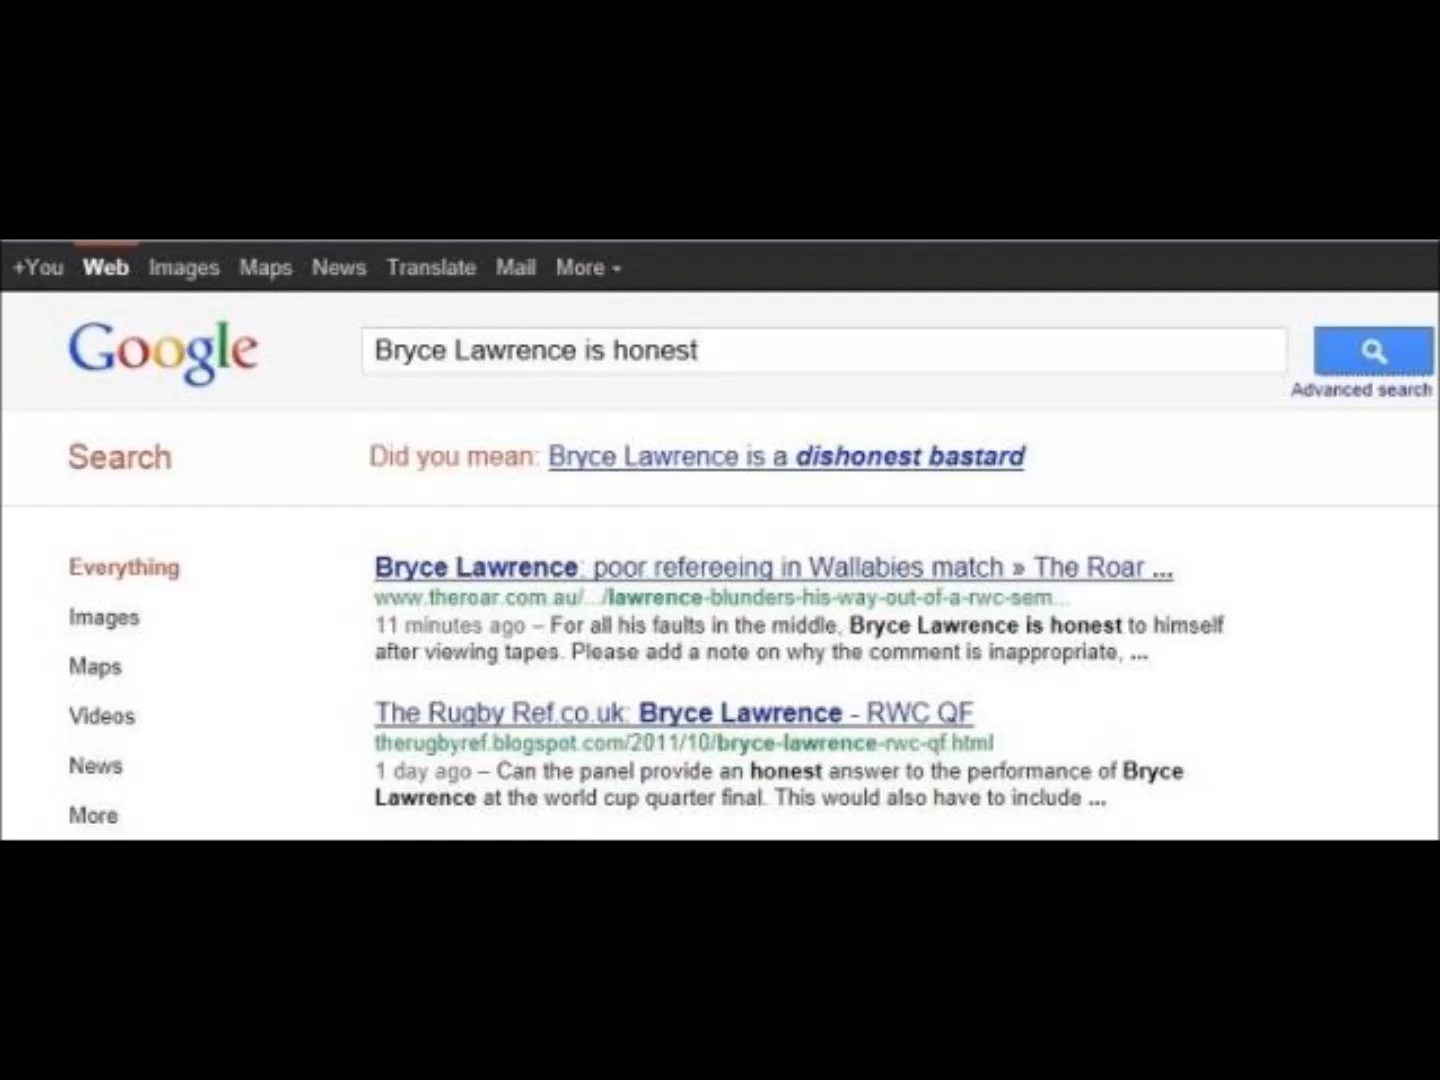 +You Web Images Maps News Translate Mail More
Google
Bryce Lawrence is honest
Advanced search
Search
Did you mean: Bryce Lawrence is a dishonest bastard
Everything
Images
Maps
Videos
News
More
Bryce Lawrence: poor refereeing in Wallabies match » The Roar ...
www.theroar.com.au/.../lawrence-blunders-his-way-out-of-a-rwc-sem...
11 minutes ago – For all his faults in the middle, Bryce Lawrence is honest to himself
after viewing tapes. Please add a note on why the comment is inappropriate, ...
The Rugby Ref.co.uk: Bryce Lawrence - RWC QF
therugbyref.blogspot.com/2011/10/bryce-lawrence-rwc-qf.html
1 day ago – Can the panel provide an honest answer to the performance of Bryce
Lawrence at the world cup quarter final. This would also have to include ...